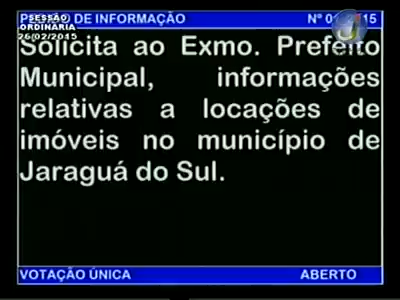 SESSÃO
ORDINÁRIA
26/02/2015
DE INFORMAÇÃO
Solicita ao Exmo. Prefeito
Municipal, informações
relativas a locações de
imóveis no município de
Jaraguá do Sul.
VOTAÇÃO ÚNICA ABERTO